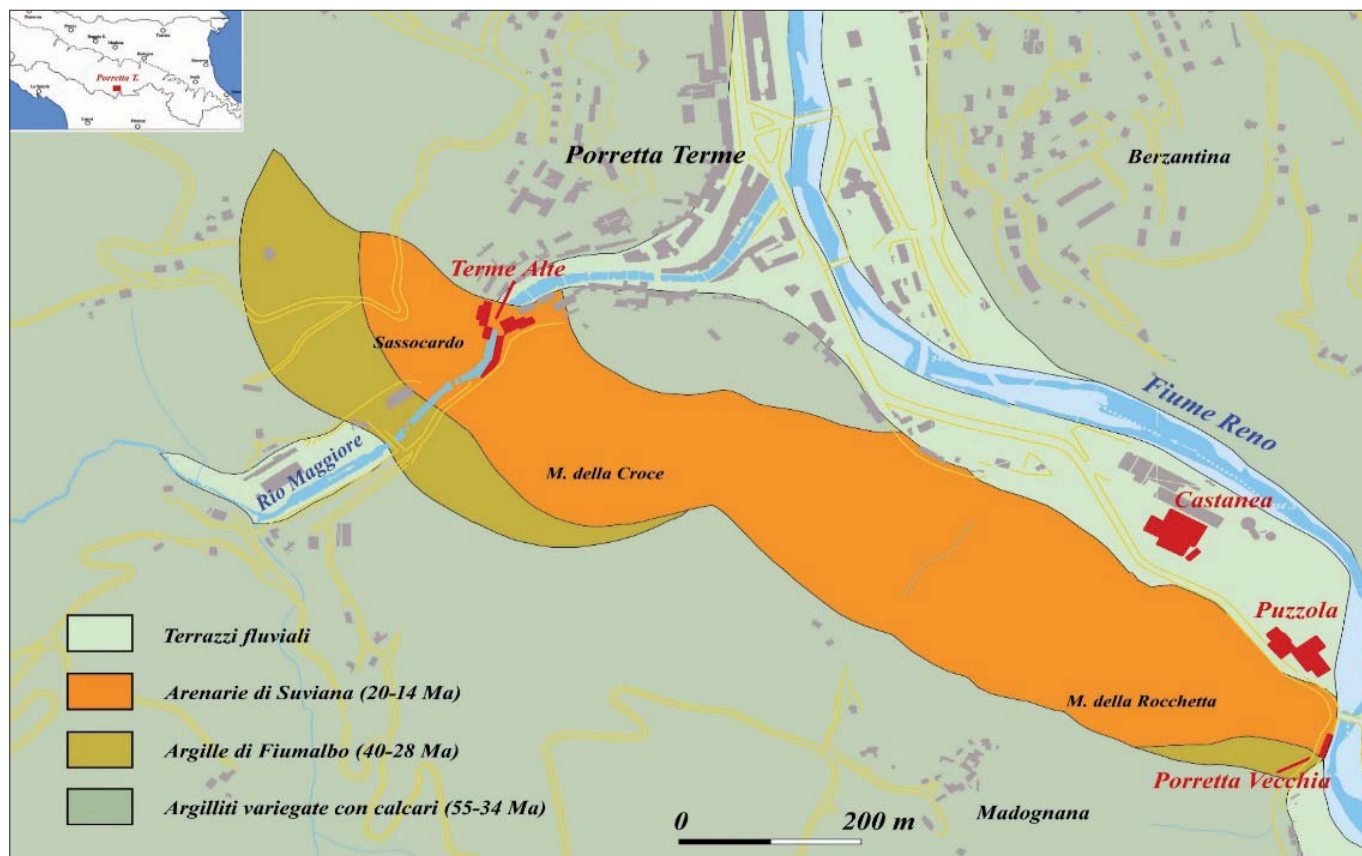 Porretta T.
Porretta Terme
Berzantina
Terme Alte
Sassocardo
Fiume Reno
M. della Croce
Rio Maggiore
Castanea
Puzzola
Terrazzi fluviali
Arenarie di Suviana (20-14 Ma)
M. della Rocchetta
Argille di Fiumalbo (40-28 Ma)
Porretta Vecchia
Argilliti variegate con calcari (55-34 Ma)
0 200 m
Madognana